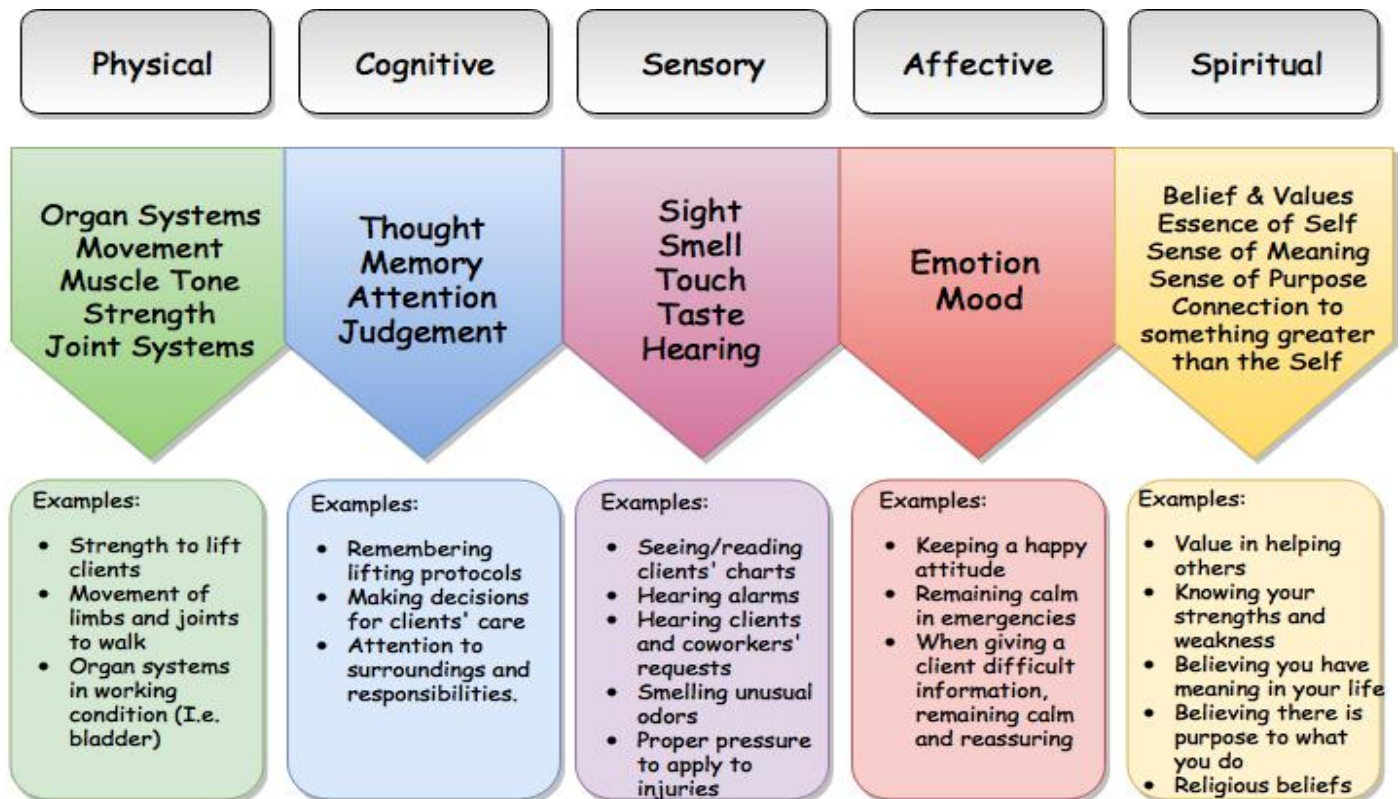 Physical
Cognitive
Sensory
Affective
Spiritual
Organ Systems
Movement
Muscle Tone
Strength
Joint Systems
Thought
Memory
Attention
Judgement
Sight
Smell
Touch
Taste
Hearing
Emotion
Mood
Belief & Values
Essence of Self
Sense of Meaning
Sense of Purpose
Connection to
something greater
than the Self
Examples:
• Strength to lift
clients
• Movement of
limbs and joints
to walk
• Organ systems
in working
condition (I.e.
bladder)
Examples:
• Remembering
lifting protocols
• Making decisions
for clients' care
• Attention to
surroundings and
responsibilities.
Examples:
• Seeing/reading
clients' charts
• Hearing alarms
• Hearing clients
and coworkers'
requests
• Smelling unusual
odors
• Proper pressure
to apply to
injuries
Examples:
• Keeping a happy
attitude
• Remaining calm
in emergencies
• When giving a
client difficult
information,
remaining calm
and reassuring
Examples:
• Value in helping
others
• Knowing your
strengths and
weakness
• Believing you have
meaning in your life
• Believing there is
purpose to what
you do
• Religious beliefs